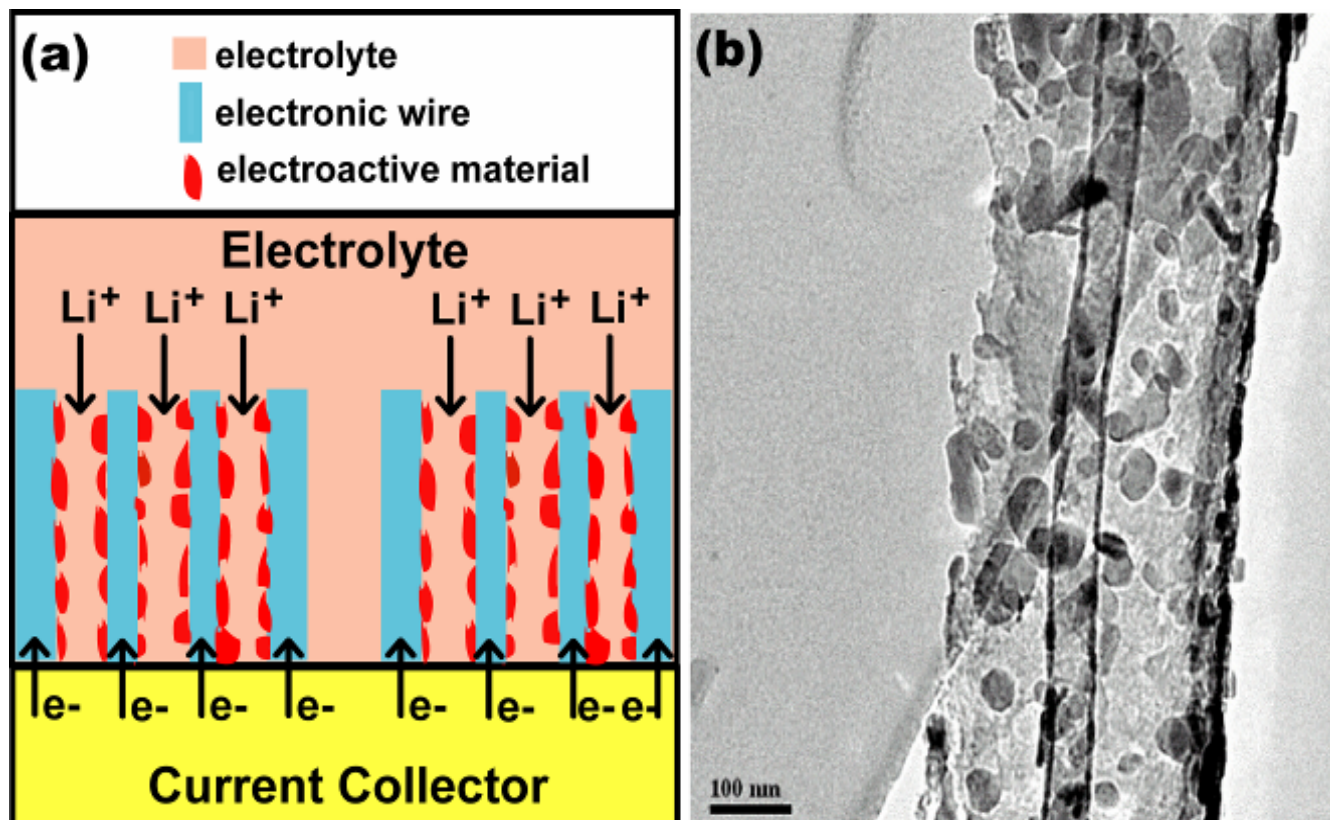 (a)
electrolyte
electronic wire
electroactive material
Electrolyte
Li+ Li+ Li+ Li+ Li+ Li+
e- e- e- e- e- e- e- e-
Current Collector
(b)
100 nm